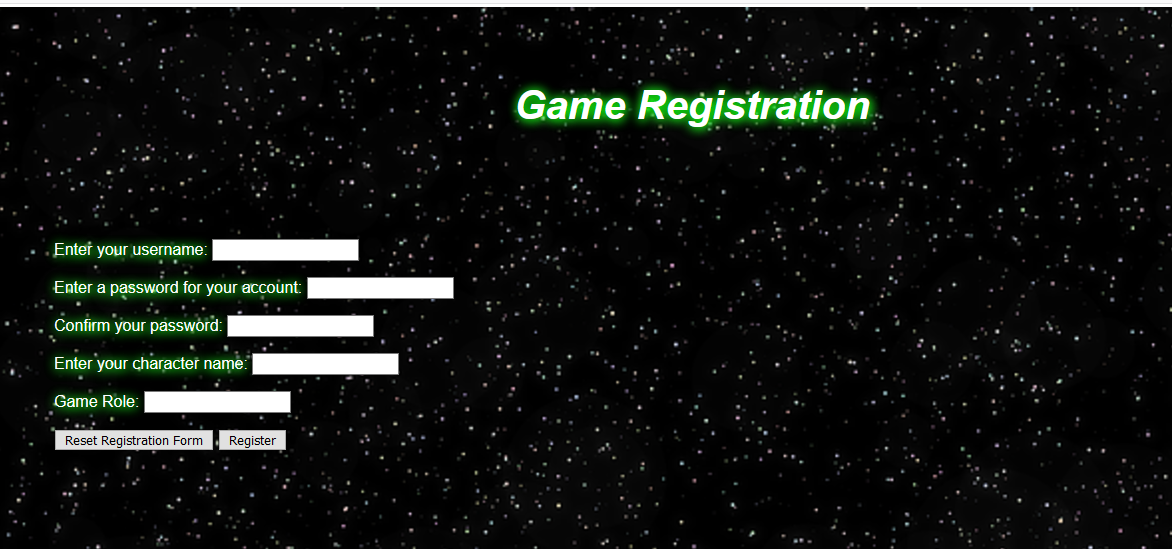 Game Registration
Enter your username:
Enter a password for your account:
Confirm your password:
Enter your character name:
Game Role:
Reset Registration Form Register